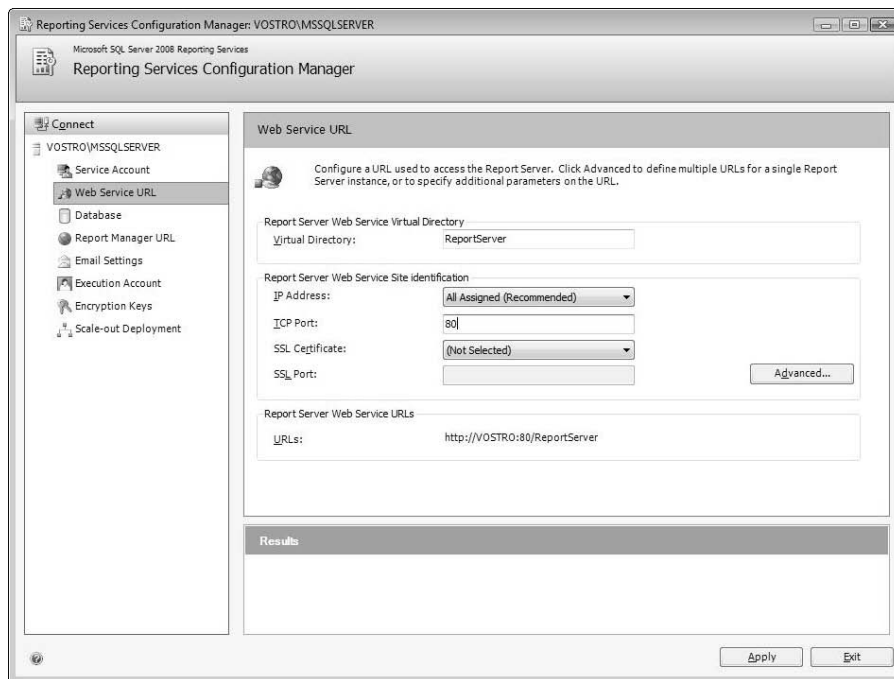 Reporting Services Configuration Manager: VOSTRO\MSSQLSERVER
Microsoft SQL Server 2008 Reporting Services
Reporting Services Configuration Manager
Connect
VOSTRO\MSSQLSERVER
Service Account
Web Service URL
Database
Report Manager URL
Email Settings
Execution Account
Encryption Keys
Scale-out Deployment
Web Service URL
Configure a URL used to access the Report Server. Click Advanced to define multiple URLs for a single Report
Server instance, or to specify additional parameters on the URL.
Report Server Web Service Virtual Directory
Virtual Directory: ReportServer
Report Server Web Service Site identification
IP Address: All Assigned (Recommended)
TCP Port: 80
SSL Certificate: (Not Selected)
SSL Port:
Advanced...
Report Server Web Service URLs
URLs: http://VOSTRO:80/ReportServer
Results
Apply Exit